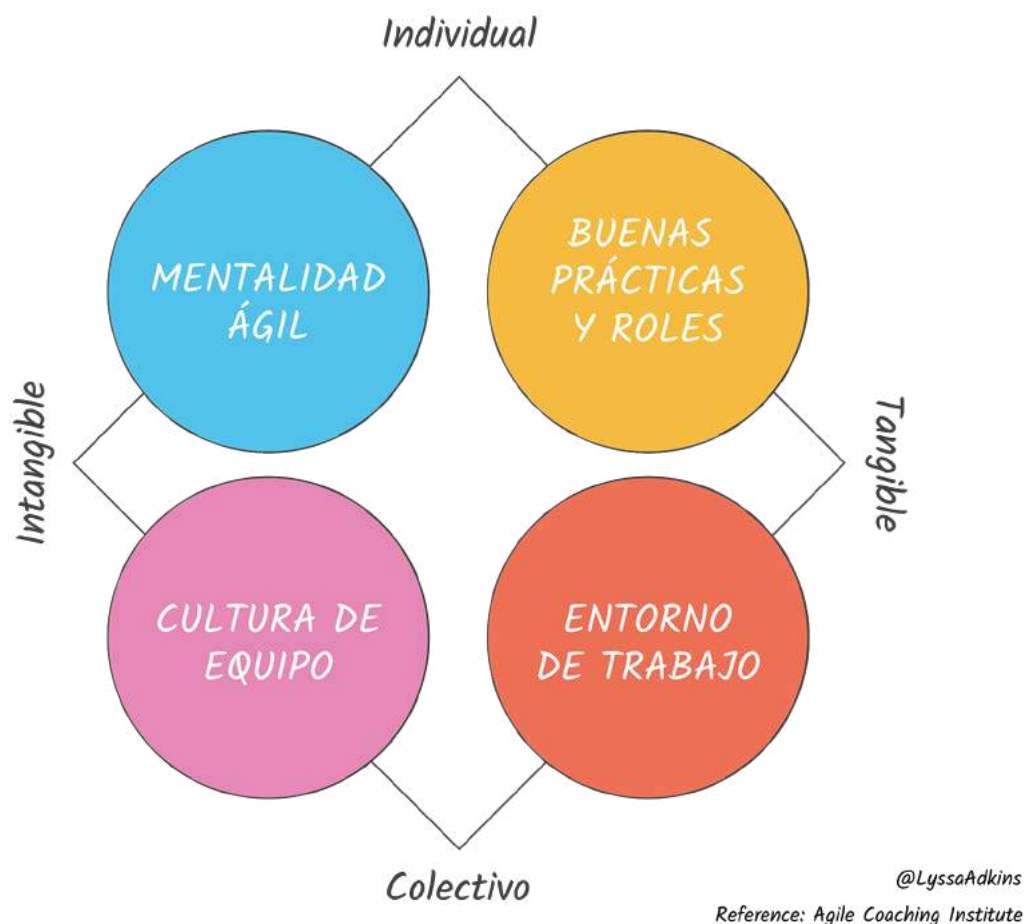 Individual
MENTALIDAD
ÁGIL
BUENAS
PRÁCTICAS
Y ROLES
Intangible
Tangible
CULTURA DE
EQUIPO
ENTORNO
DE TRABAJO
Colectivo
@LyssaAdkins
Reference: Agile Coaching Institute